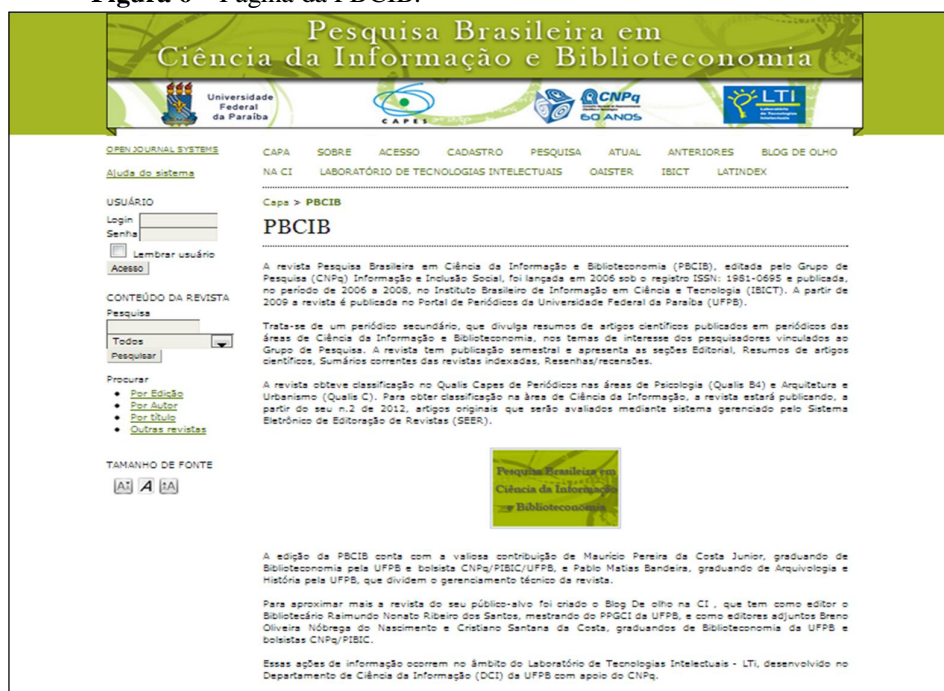 Figura 6 – Página da PBCIB.
Pesquisa Brasileira em
Ciência da Informação e Biblioteconomia
Universidade
Federal
da Paraíba
CAPES
CNPq
60 ANOS
LTI
Laboratório
de Tecnologias
Intelectuais
OPEN JOURNAL SYSTEMS
Ajuda do sistema
USUÁRIO
Login
Senha
Lembrar usuário
Acesso
CONTEÚDO DA REVISTA
Pesquisa
Todos
Pesquisar
Procurar
Por Edição
Por Autor
Por título
Outras revistas
TAMANHO DE FONTE
CAPA SOBRE ACESSO CADASTRO PESQUISA ATUAL ANTERIORES BLOG DE OLHO
NA CI LABORATÓRIO DE TECNOLOGIAS INTELECTUAIS OAISTER IBICT LATINDEX
Capa > PBCIB
PBCIB
A revista Pesquisa Brasileira em Ciência da Informação e Biblioteconomia (PBCIB), editada pelo Grupo de
Pesquisa (CNPq) Informação e Inclusão Social, foi lançada em 2006 sob o registro ISSN: 1981-0695 e publicada,
no período de 2006 a 2008, no Instituto Brasileiro de Informação em Ciência e Tecnologia (IBICT). A partir de
2009 a revista é publicada no Portal de Periódicos da Universidade Federal da Paraíba (UFPB).
Trata-se de um periódico secundário, que divulga resumos de artigos científicos publicados em periódicos das
áreas de Ciência da Informação e Biblioteconomia, nos temas de interesse dos pesquisadores vinculados ao
Grupo de Pesquisa. A revista tem publicação semestral e apresenta as seções Editorial, Resumos de artigos
científicos, Sumários correntes das revistas indexadas, Resenhas/recensões.
A revista obteve classificação no Qualis Capes de Periódicos nas áreas de Psicologia (Qualis B4) e Arquitetura e
Urbanismo (Qualis C). Para obter classificação na àrea de Ciência da Informação, a revista estará publicando, a
partir do seu n.2 de 2012, artigos originais que serão avaliados mediante sistema gerenciado pelo Sistema
Eletrônico de Editoração de Revistas (SEER).
Pesquisa Brasileira em
Ciência da Informação
e Biblioteconomia
A edição da PBCIB conta com a valiosa contribuição de Maurício Pereira da Costa Junior, graduando de
Biblioteconomia pela UFPB e bolsista CNPq/PIBIC/UFPB, e Pablo Matias Bandeira, graduando de Arquivologia e
História pela UFPB, que dividem o gerenciamento técnico da revista.
Para aproximar mais a revista do seu público-alvo foi criado o Blog De olho na CI , que tem como editor o
Bibliotecário Raimundo Nonato Ribeiro dos Santos, mestrando do PPGCI da UFPB, e como editores adjuntos Breno
Oliveira Nóbrega do Nascimento e Cristiano Santana da Costa, graduandos de Biblioteconomia da UFPB e
bolsistas CNPq/PIBIC.
Essas ações de informação ocorrem no âmbito do Laboratório de Tecnologias Intelectuais - LTi, desenvolvido no
Departamento de Ciência da Informação (DCI) da UFPB com apoio do CNPq.